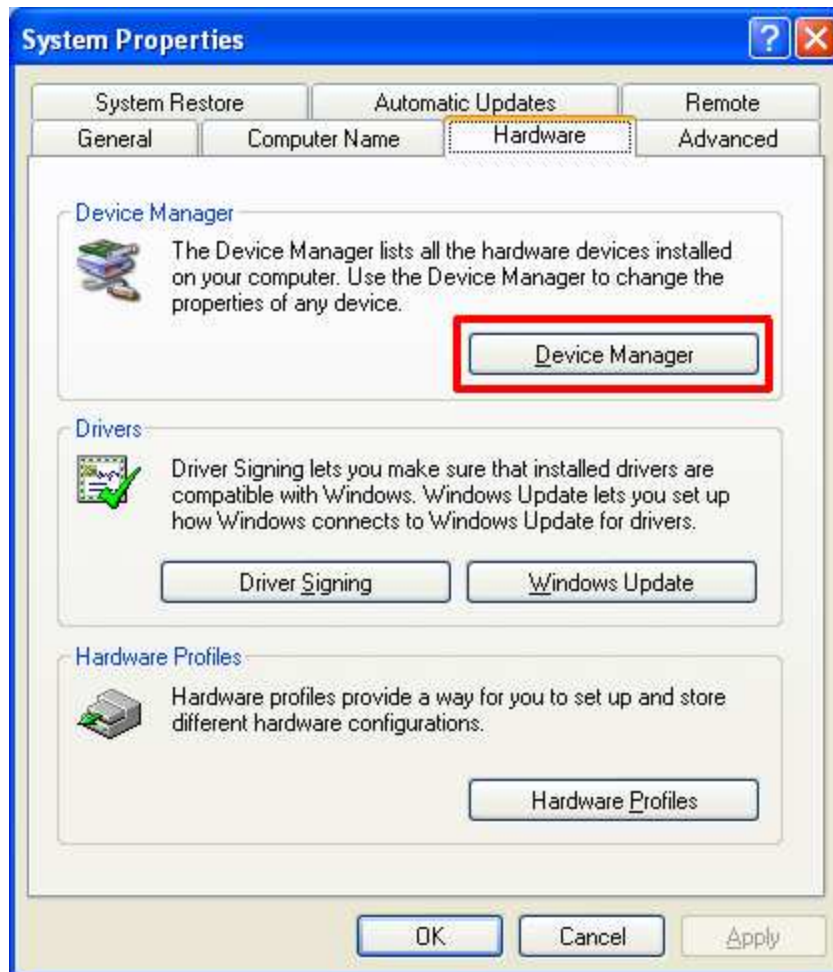 System Properties
System Restore Automatic Updates Remote
General Computer Name Hardware Advanced
Device Manager
The Device Manager lists all the hardware devices installed
on your computer. Use the Device Manager to change the
properties of any device.
Device Manager
Drivers
Driver Signing lets you make sure that installed drivers are
compatible with Windows. Windows Update lets you set up
how Windows connects to Windows Update for drivers.
Driver Signing Windows Update
Hardware Profiles
Hardware profiles provide a way for you to set up and store
different hardware configurations.
Hardware Profiles
OK Cancel Apply